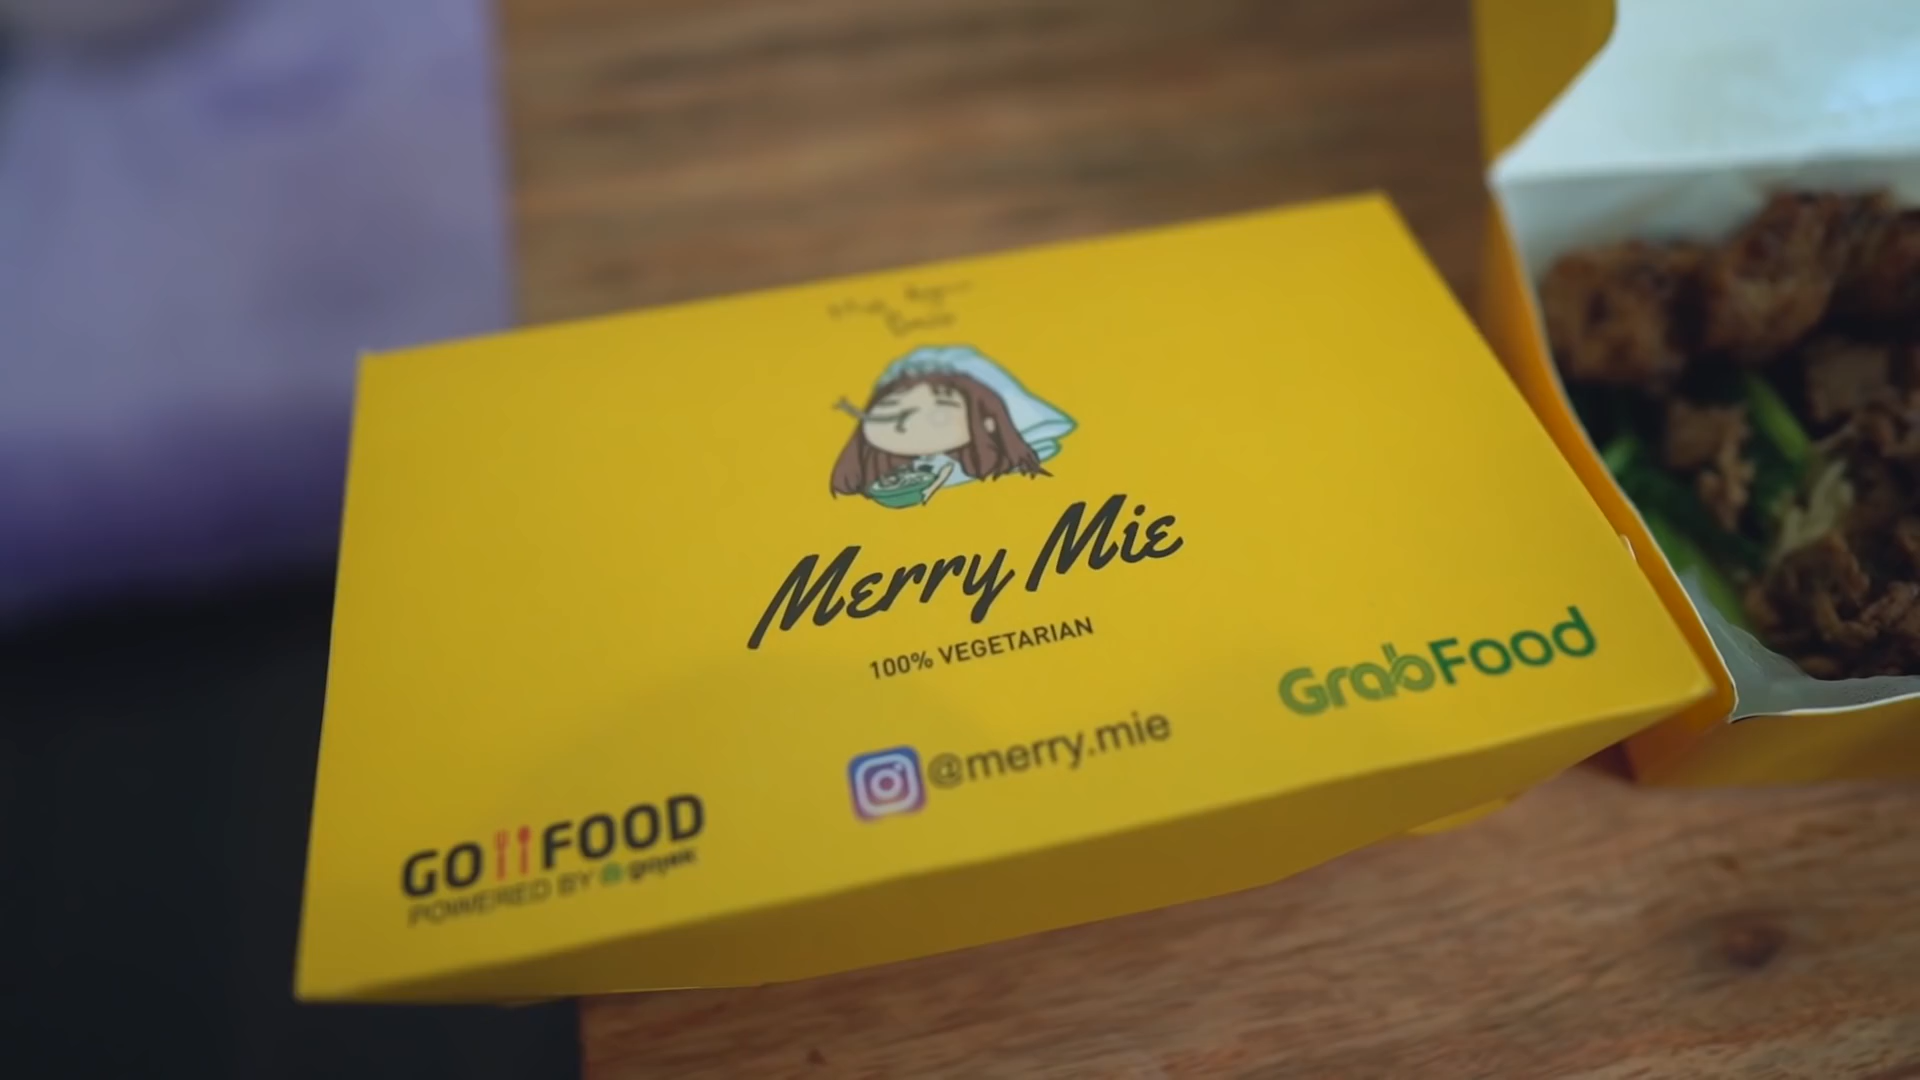 Merry Mie
100% VEGETARIAN
GrabFood
@merry.mie
GO FOOD
POWERED BY gojek